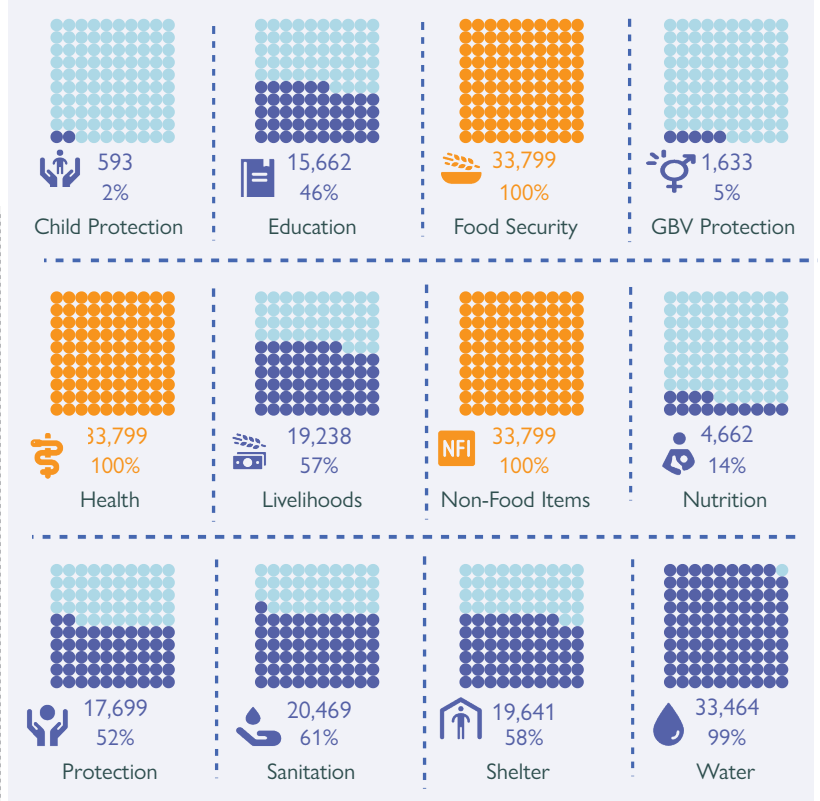 593
2%
Child Protection
15,662
46%
Education
33,799
100%
Food Security
1,633
5%
GBV Protection
33,799
100%
Health
19,238
57%
Livelihoods
NFI
33,799
100%
Non-Food Items
4,662
14%
Nutrition
17,699
52%
Protection
20,469
61%
Sanitation
19,641
58%
Shelter
33,464
99%
Water